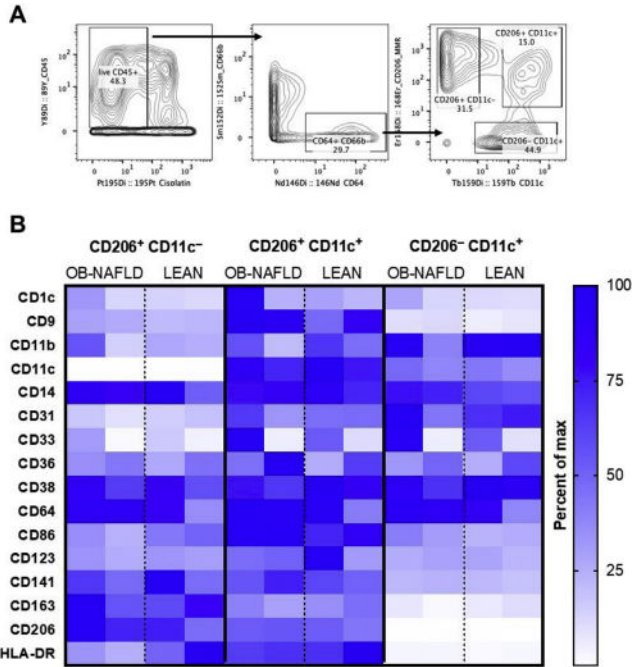 A
Y89Di :: 89Y_CD45
live CD45+
48.3
Pt195Di :: 195Pt Cisplatin
Sm152Di :: 152Sm_CD66b
CD64+ CD66b
29.7
Nd146Di :: 146Nd CD64
Er168Di :: 168Er_CD206_MMR
CD206+ CD11c+
15.0
CD206+ CD11c-
31.5
CD206- CD11c+
44.9
Tb159Di :: 159Tb CD11c
B
CD206⁺ CD11c⁻ CD206⁺ CD11c⁺ CD206⁻ CD11c⁺
OB-NAFLD LEAN OB-NAFLD LEAN OB-NAFLD LEAN
CD1c
CD9
CD11b
CD11c
CD14
CD31
CD33
CD36
CD38
CD64
CD86
CD123
CD141
CD163
CD206
HLA-DR
100
75
50
25
Percent of max